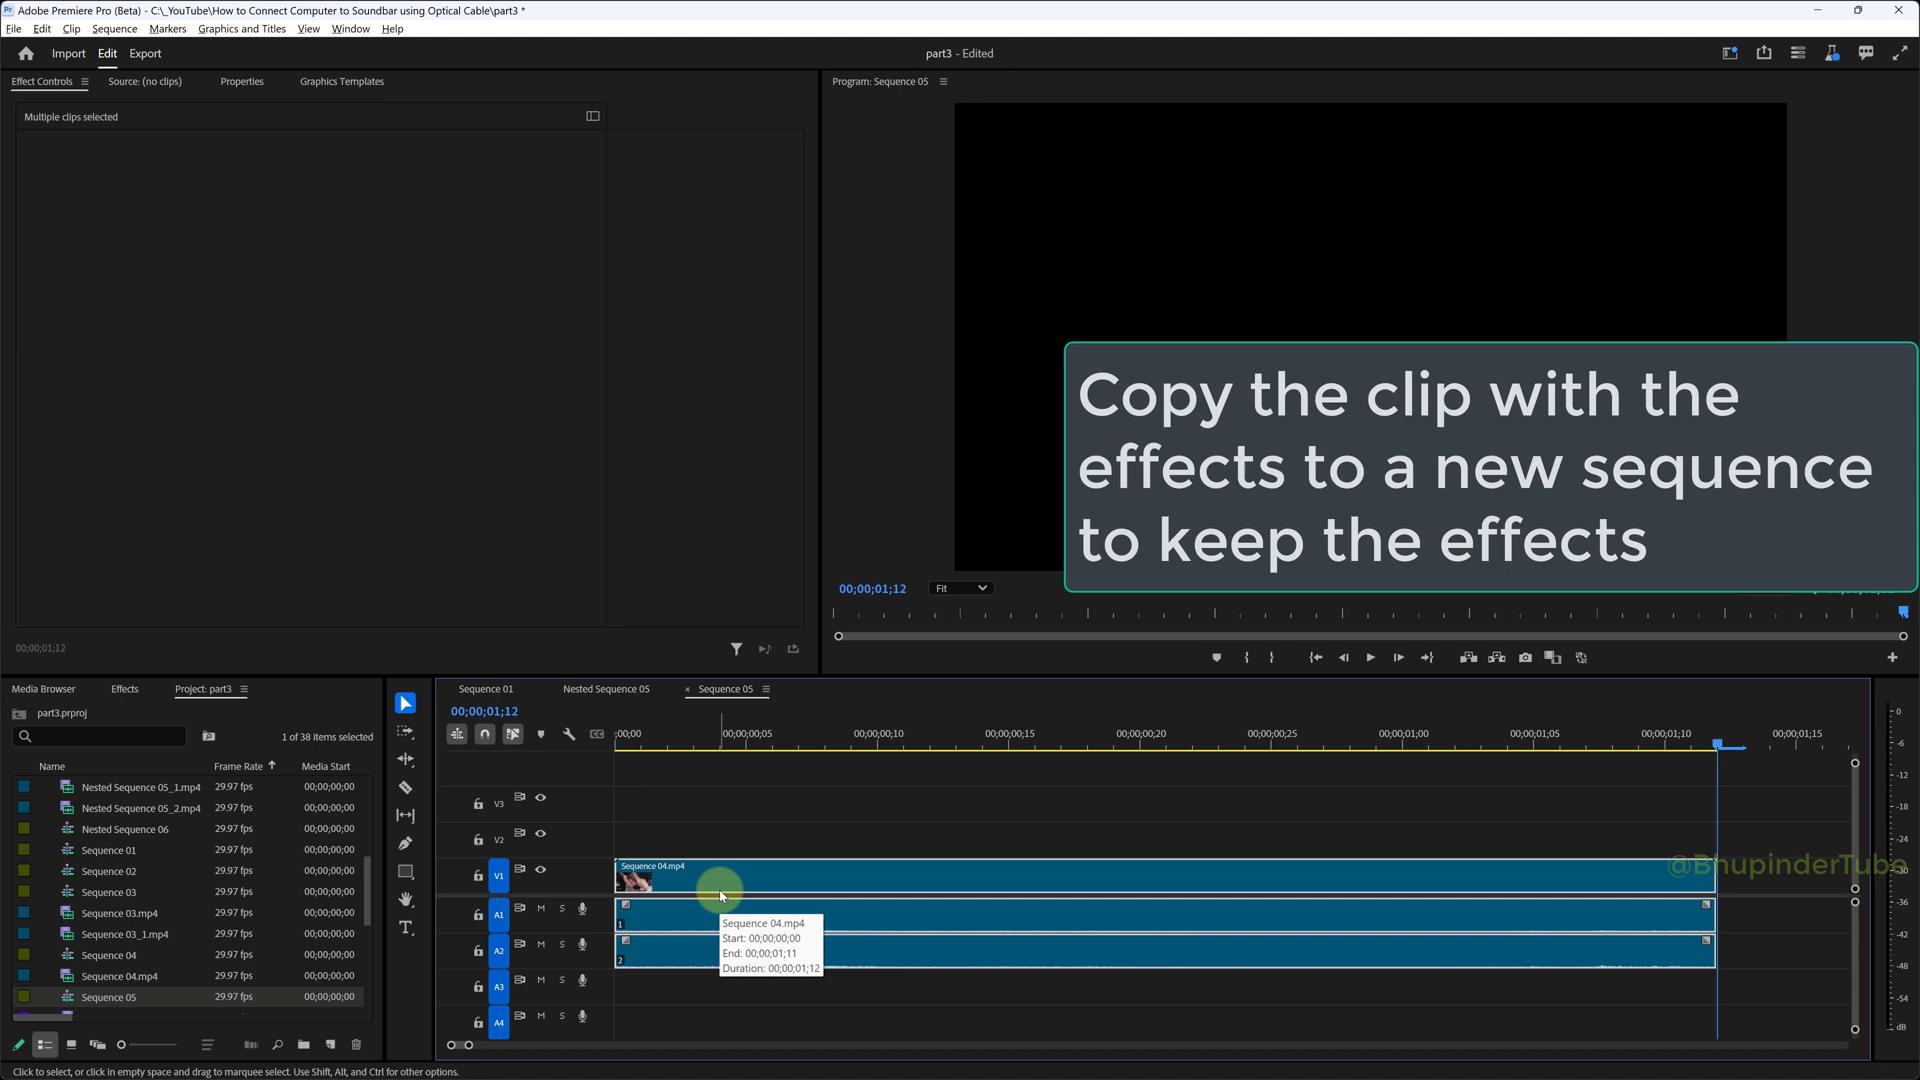 Adobe Premiere Pro (Beta) - C:\_YouTube\How to Connect Computer to Soundbar using Optical Cable\part3 *
File Edit Clip Sequence Markers Graphics and Titles View Window Help
Import Edit Export
part3 - Edited
Effect Controls Source: (no clips) Properties Graphics Templates
Program: Sequence 05
Multiple clips selected
Copy the clip with the
effects to a new sequence
to keep the effects
00;00;01;12 Fit
00;00;01;12
Media Browser Effects Project: part3
part3.prproj
1 of 38 items selected
Name Frame Rate Media Start
Nested Sequence 05_1.mp4 29.97 fps 00;00;00;00
Nested Sequence 05_2.mp4 29.97 fps 00;00;00;00
Nested Sequence 06 29.97 fps 00;00;00;00
Sequence 01 29.97 fps 00;00;00;00
Sequence 02 29.97 fps 00;00;00;00
Sequence 03 29.97 fps 00;00;00;00
Sequence 03.mp4 29.97 fps 00;00;00;00
Sequence 03_1.mp4 29.97 fps 00;00;00;00
Sequence 04 29.97 fps 00;00;00;00
Sequence 04.mp4 29.97 fps 00;00;00;00
Sequence 05 29.97 fps 00;00;00;00
Sequence 01 Nested Sequence 05 × Sequence 05
00;00;01;12
;00;00 00;00;00;05 00;00;00;10 00;00;00;15 00;00;00;20 00;00;00;25 00;00;01;00 00;00;01;05 00;00;01;10 00;00;01;15
V3
V2
V1
Sequence 04.mp4
A1 M S
1
A2 M S
2
A3 M S
A4 M S
Sequence 04.mp4
Start: 00;00;00;00
End: 00;00;01;11
Duration: 00;00;01;12
@BhupinderTube
0
-6
-12
-18
-24
-30
-36
-42
-48
-54
dB
Click to select, or click in empty space and drag to marquee select. Use Shift, Alt, and Ctrl for other options.